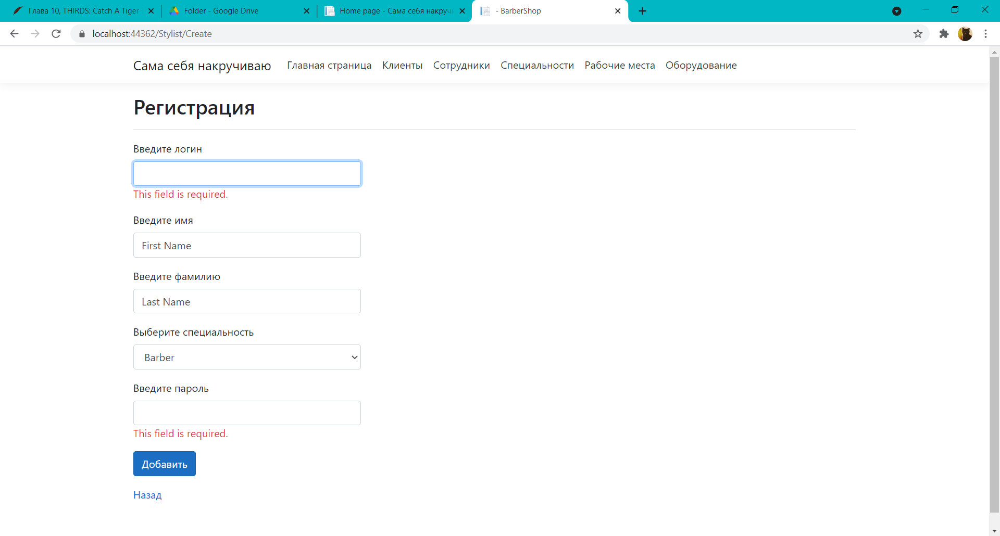 Глава 10, THIRDS: Catch A Tiger
Folder - Google Drive
Home page - Сама себя накручи
- BarberShop
localhost:44362/Stylist/Create
Сама себя накручиваю Главная страница Клиенты Сотрудники Специальности Рабочие места Оборудование
Регистрация
Введите логин
This field is required.
Введите имя
First Name
Введите фамилию
Last Name
Выберите специальность
Barber
Введите пароль
This field is required.
Добавить
Назад